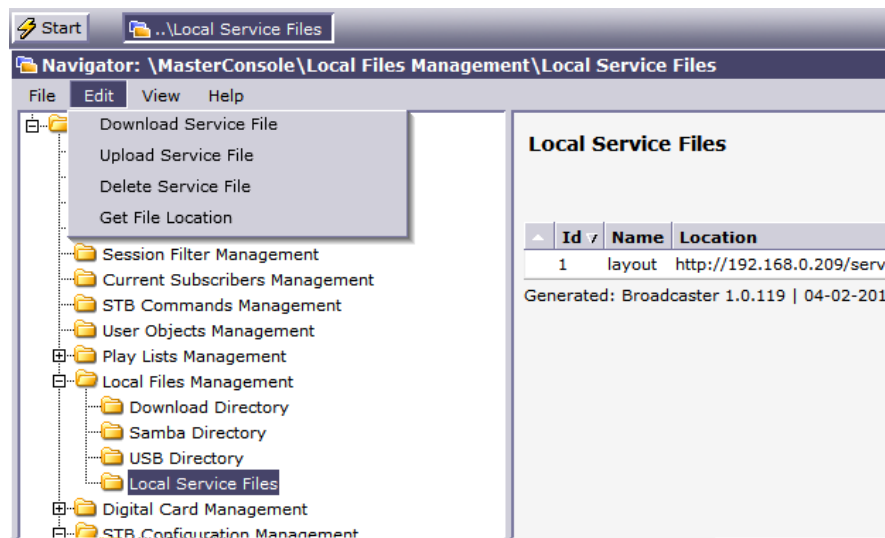 Start
..\Local Service Files
Navigator: \MasterConsole\Local Files Management\Local Service Files
File Edit View Help
Download Service File
Upload Service File
Delete Service File
Get File Location
Session Filter Management
Current Subscribers Management
STB Commands Management
User Objects Management
Play Lists Management
Local Files Management
Download Directory
Samba Directory
USB Directory
Local Service Files
Digital Card Management
STB Configuration Management
Local Service Files
Id Name Location
1 layout http://192.168.0.209/serv
Generated: Broadcaster 1.0.119 | 04-02-201